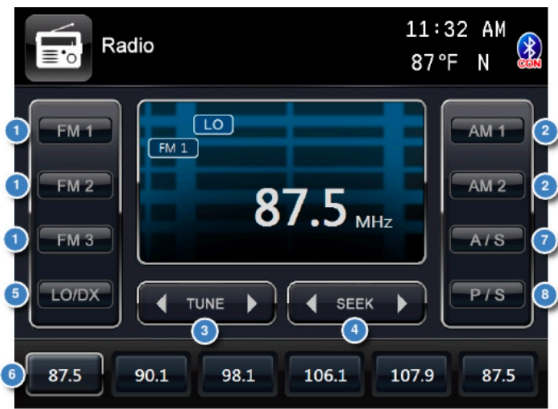 Radio
11:32 AM
87°F N
CON
1 FM 1
LO
AM 1 2
FM 1
1 FM 2
87.5 MHz
AM 2 2
1 FM 3
A / S 7
5 LO/DX
TUNE
SEEK
P / S 8
3
4
6 87.5 90.1 98.1 106.1 107.9 87.5